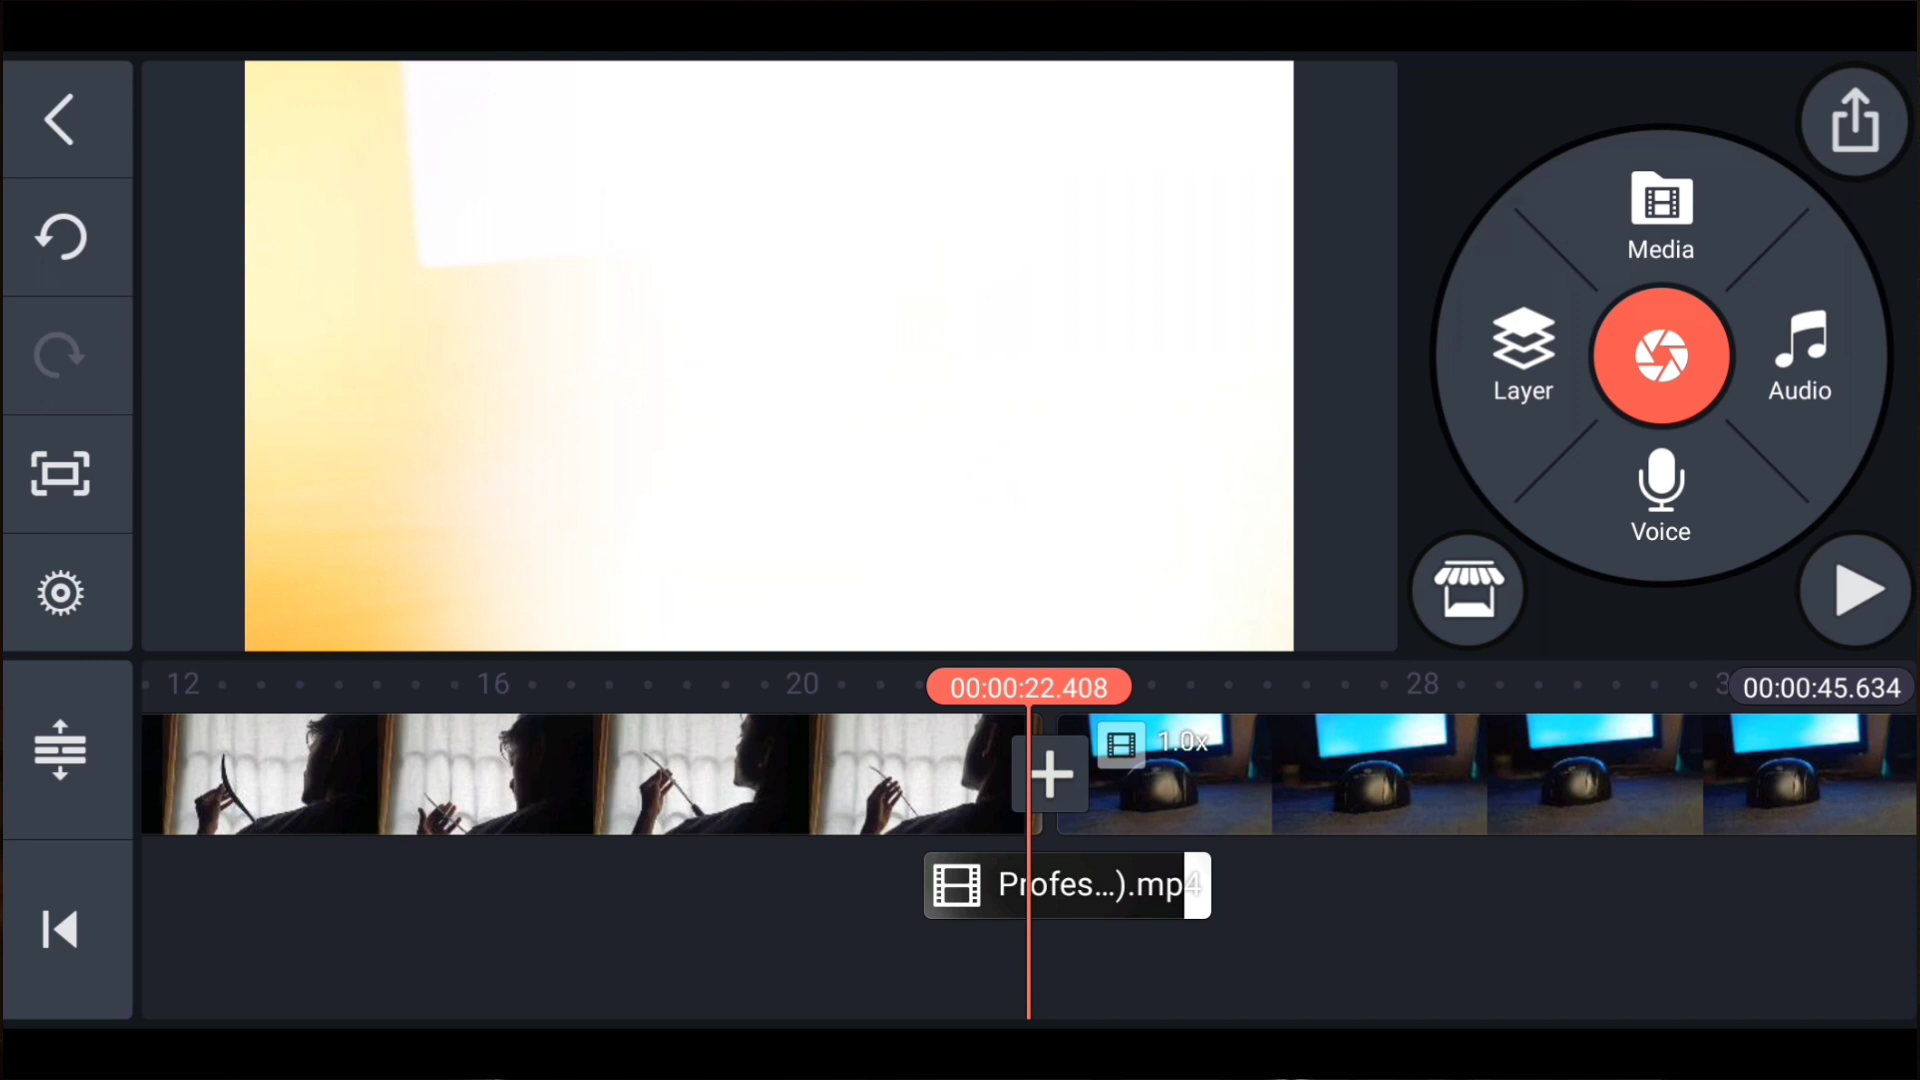 Media
Layer
Audio
Voice
12
16
20
00:00:22.408
28
3
00:00:45.634
1.0x
Profes...).mp4